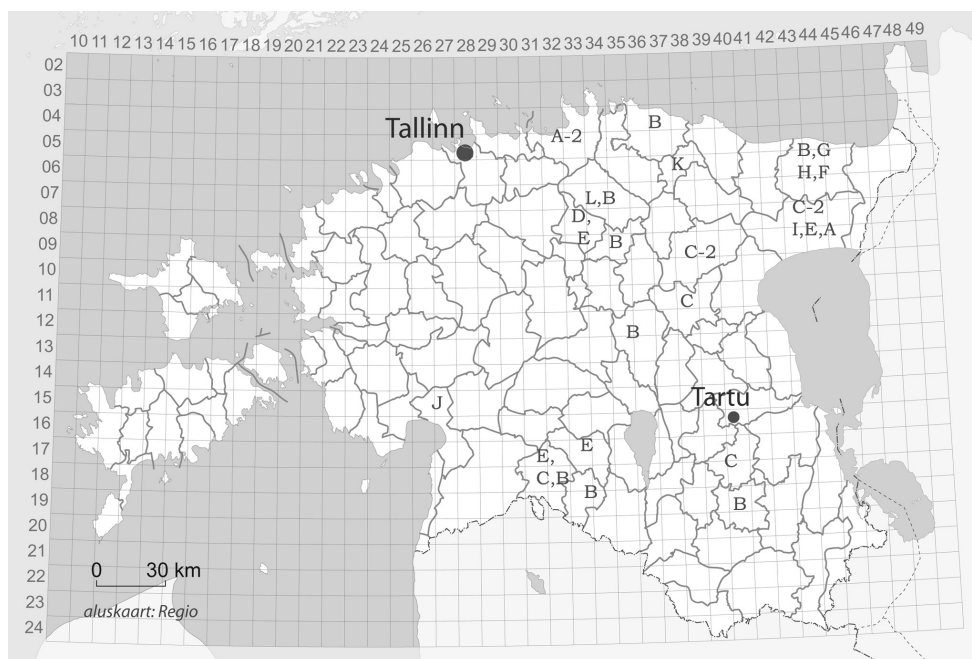 10 11 12 13 14 15 16 17 18 19 20 21 22 23 24 25 26 27 28 29 30 31 32 33 34 35 36 37 38 39 40 41 42 43 44 45 46 47 48 49
02
03
04
B
Tallinn
A-2
05
B,G
K
H,F
06
07
L,B
C-2
D,
08
I,E,A
E
B
09
C-2
10
11
C
12
B
13
14
15
Tartu
J
16
E
17
E,
C
C,B
18
B
B
19
20
21
0 30 km
22
aluskaart: Regio
23
24